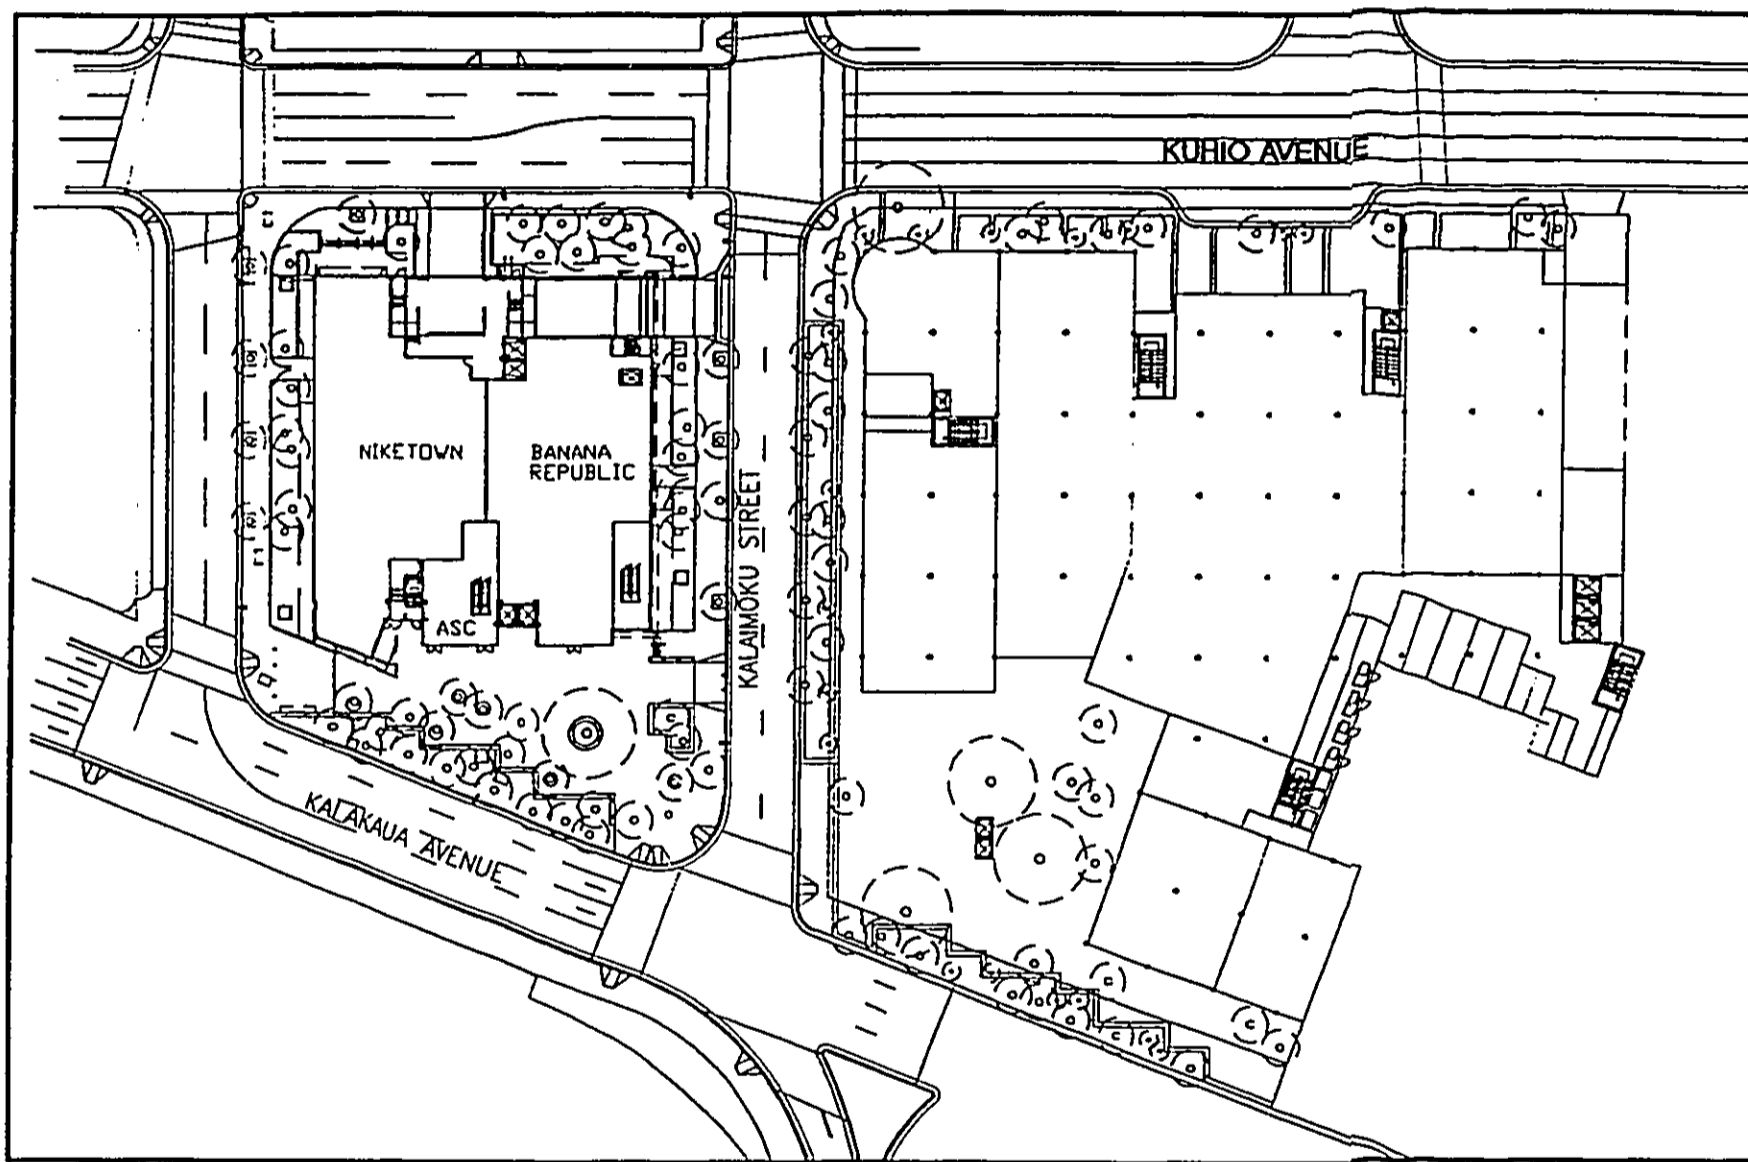 KUHIO AVENUE
NIKETOWN
BANANA
REPUBLIC
KALAIMOKU STREET
ASC
KALAKAUA AVENUE